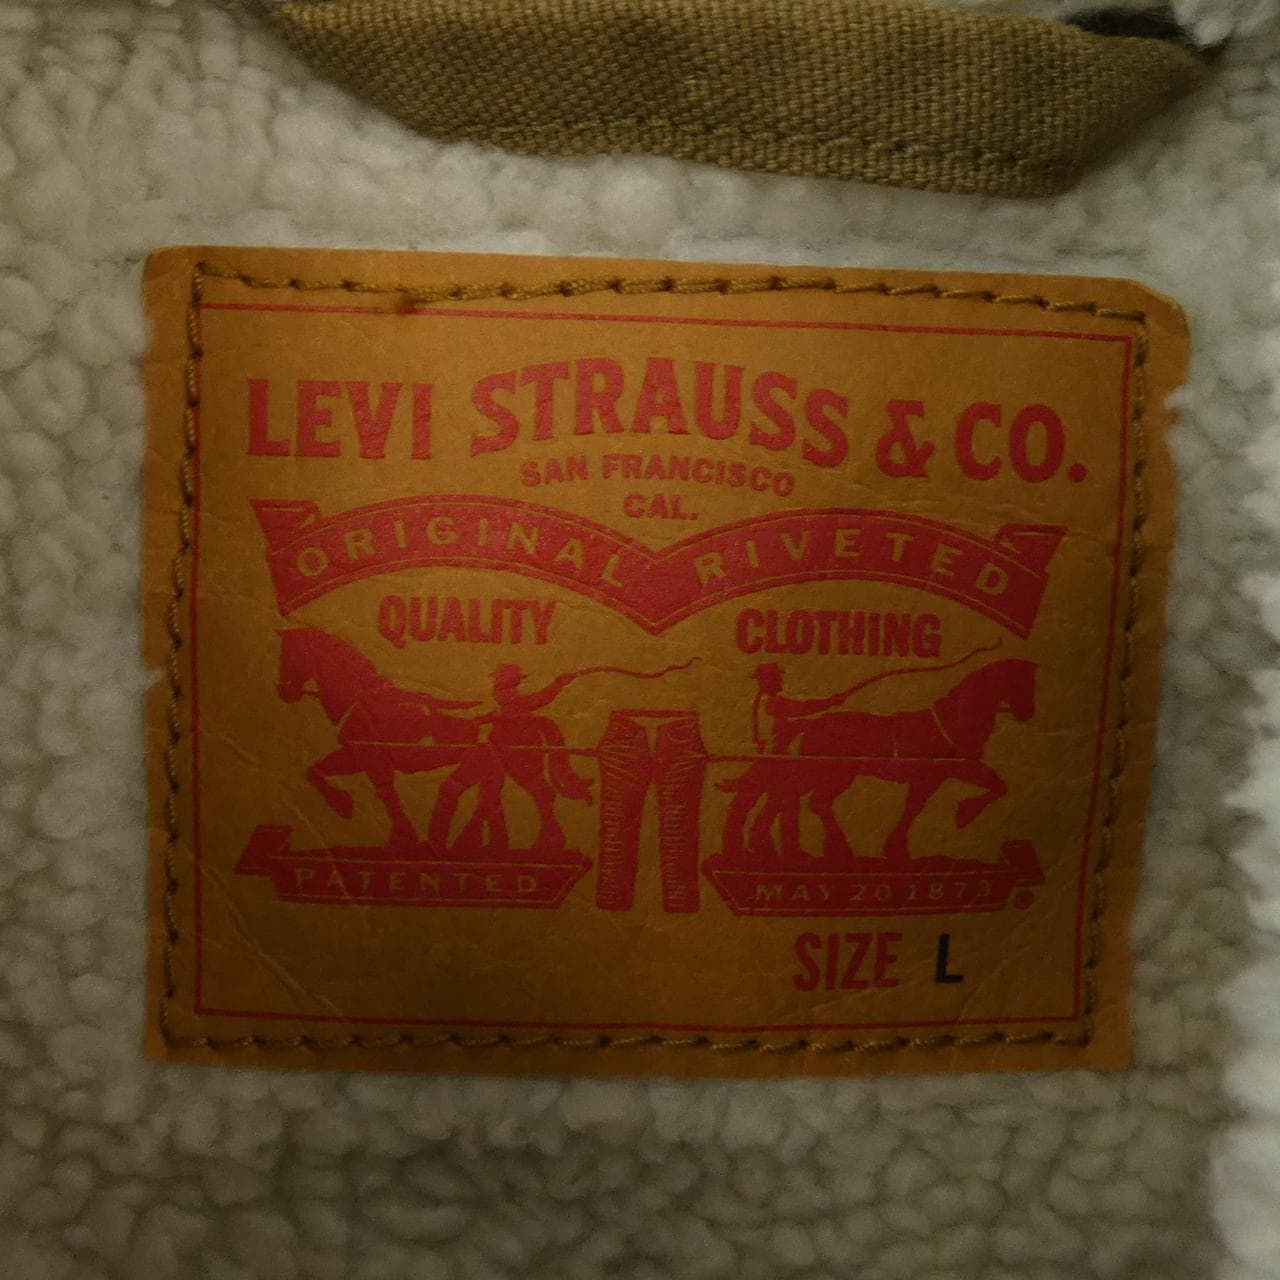 LEVI STRAUSS & CO.
SAN FRANCISCO
CAL.
ORIGINAL RIVETED
QUALITY CLOTHING
PATENTED
MAY 20 1873
SIZE L